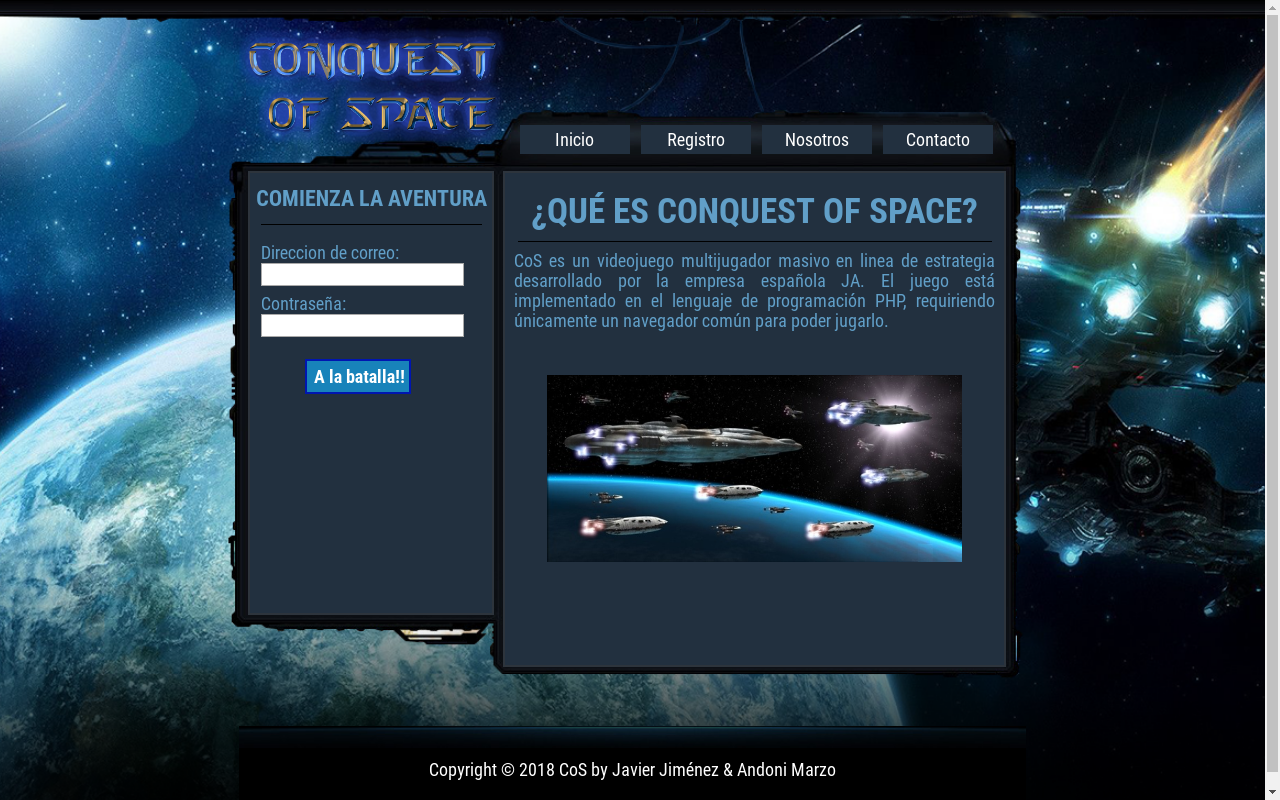 CONQUEST
OF SPACE
Inicio
Registro
Nosotros
Contacto
COMIENZA LA AVENTURA
Direccion de correo:
Contraseña:
A la batalla!!
¿QUÉ ES CONQUEST OF SPACE?
CoS es un videojuego multijugador masivo en linea de estrategia
desarrollado por la empresa española JA. El juego está
implementado en el lenguaje de programación PHP, requiriendo
únicamente un navegador común para poder jugarlo.
Copyright © 2018 CoS by Javier Jiménez & Andoni Marzo